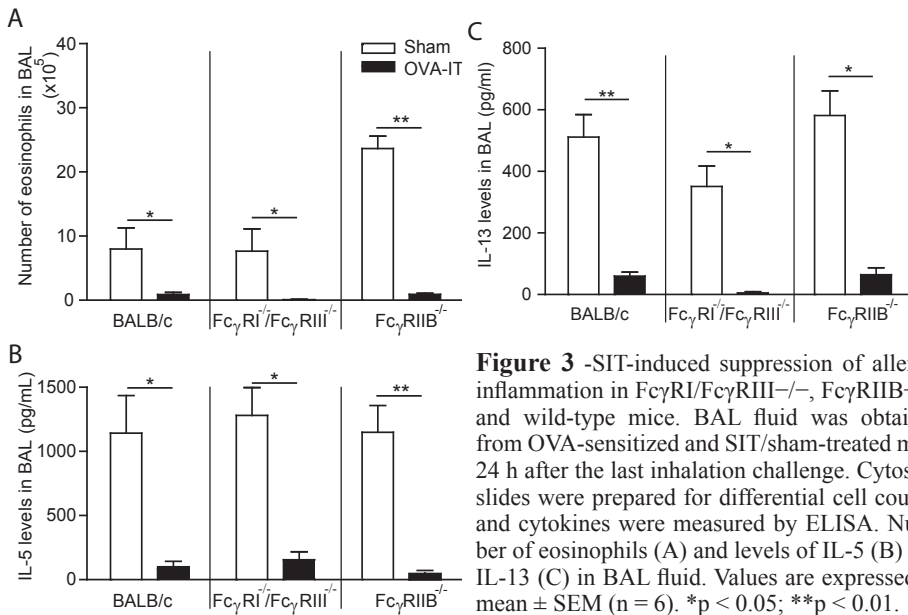 A
Number of eosinophils in BAL
(x10⁵)
40
30
20
10
0
Sham
OVA-IT
*
*
**
BALB/c
FcγRI⁻/⁻/FcγRIII⁻/⁻
FcγRIIB⁻/⁻
B
IL-5 levels in BAL (pg/mL)
1500
1000
500
0
*
*
**
BALB/c
FcγRI⁻/⁻/FcγRIII⁻/⁻
FcγRIIB⁻/⁻
C
IL-13 levels in BAL (pg/ml)
800
600
400
200
0
**
*
*
BALB/c
FcγRI⁻/⁻/FcγRIII⁻/⁻
FcγRIIB⁻/⁻
Figure 3 -SIT-induced suppression of aller
inflammation in FcγRI/FcγRIII−/−, FcγRIIB-
and wild-type mice. BAL fluid was obtai
from OVA-sensitized and SIT/sham-treated m
24 h after the last inhalation challenge. Cytos
slides were prepared for differential cell cou
and cytokines were measured by ELISA. Nu
ber of eosinophils (A) and levels of IL-5 (B)
IL-13 (C) in BAL fluid. Values are expressed
mean ± SEM (n = 6). *p < 0.05; **p < 0.01.